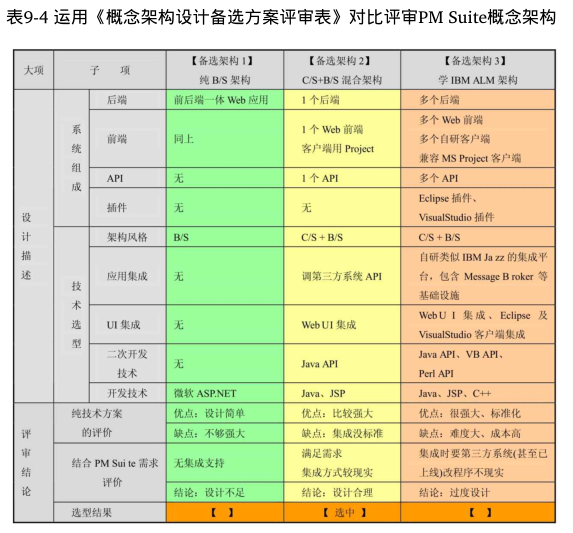 表9-4 运用《概念架构设计备选方案评审表》对比评审PM Suite概念架构
大项
子 项
【备选架构 1】
纯 B/S 架构
【备选架构 2】
C/S+B/S 混合架构
【备选架构 3】
学 IBM ALM 架构
设计描述
系统组成
后端
前后端一体 Web 应用
1 个后端
多个后端
前端
同上
1 个 Web 前端
客户端用 Project
多个 Web 前端
多个自研客户端
兼容 MS Project 客户端
API
无
1 个 API
多个 API
插件
无
无
Eclipse 插件、
VisualStudio 插件
技术选型
架构风格
B/S
C/S + B/S
C/S + B/S
应用集成
无
调第三方系统 API
自研类似 IBM Ja zz 的集成平
台，包含 Message B roker 等
基础设施
UI 集成
无
Web UI 集成
Web U I 集成、Eclipse 及
VisualStudio 客户端集成
二次开发
技术
无
Java API
Java API、VB API、
Perl API
开发技术
微软 ASP.NET
Java、JSP
Java、JSP、C++
评审结论
纯技术方案
的评价
优点：设计简单
优点：比较强大
优点：很强大、标准化
缺点：不够强大
缺点：集成没标准
缺点：难度大、成本高
结合 PM Sui te 需求
评价
无集成支持
满足需求
集成方式较现实
集成时要第三方系统(甚至已
上线)改程序不现实
结论：设计不足
结论：设计合理
结论：过度设计
选型结果
【 】
【 选中 】
【 】